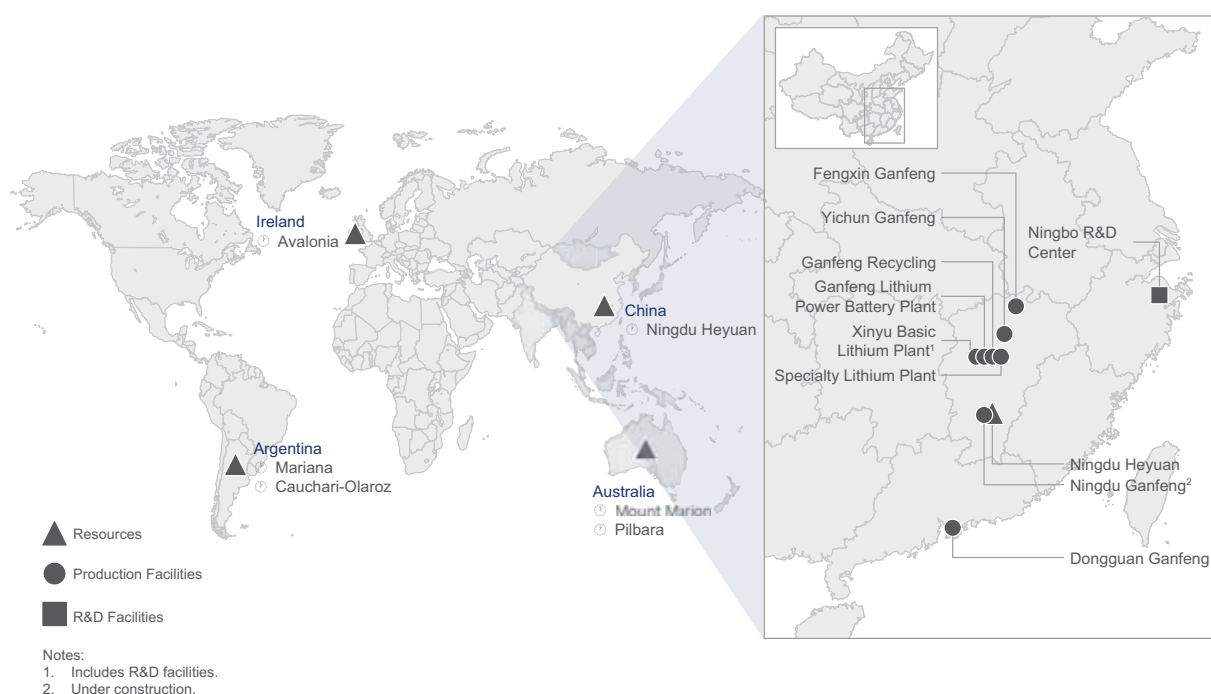 Ireland
Avalonia
China
Ningdu Heyuan
Argentina
Mariana
Cauchari-Olaroz
Australia
Mount Marion
Pilbara
Resources
Production Facilities
R&D Facilities
Notes:
1. Includes R&D facilities.
2. Under construction.
Fengxin Ganfeng
Yichun Ganfeng
Ningbo R&D
Center
Ganfeng Recycling
Ganfeng Lithium
Power Battery Plant
Xinyu Basic
Lithium Plant¹
Specialty Lithium Plant
Ningdu Heyuan
Ningdu Ganfeng²
Dongguan Ganfeng